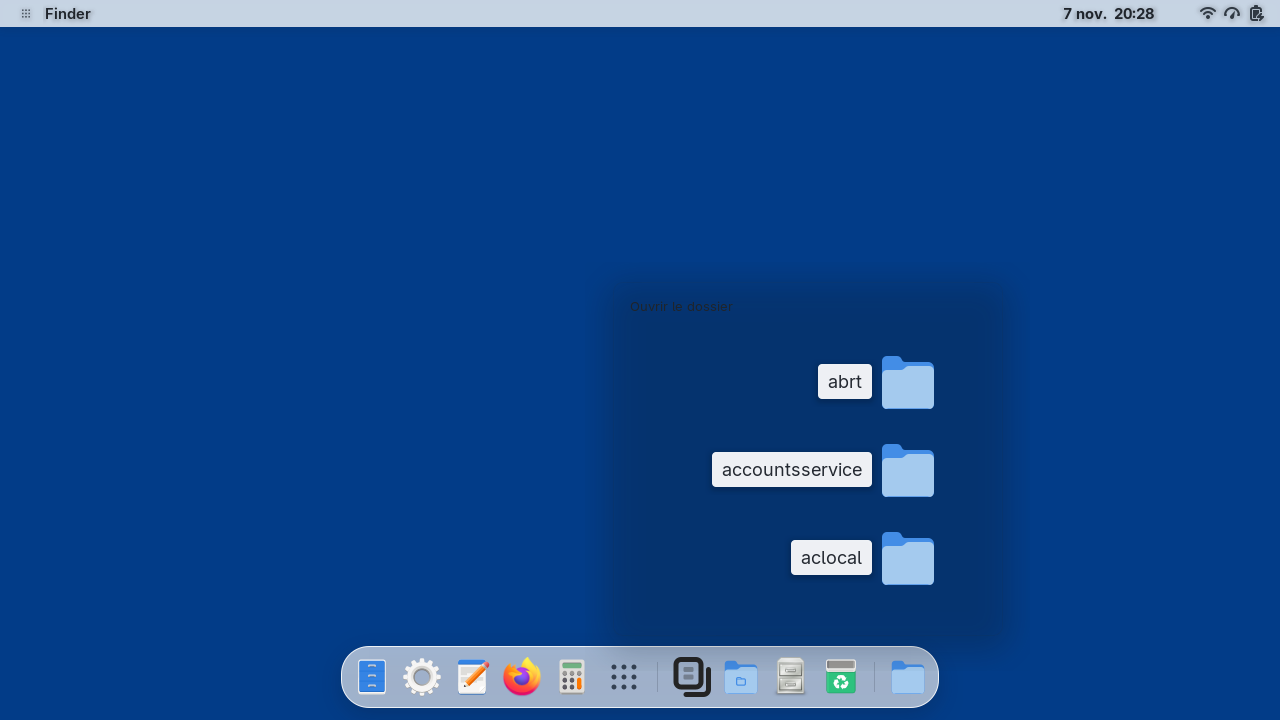 Finder
7 nov. 20:28
Ouvrir le dossier
abrt
accountsservice
aclocal